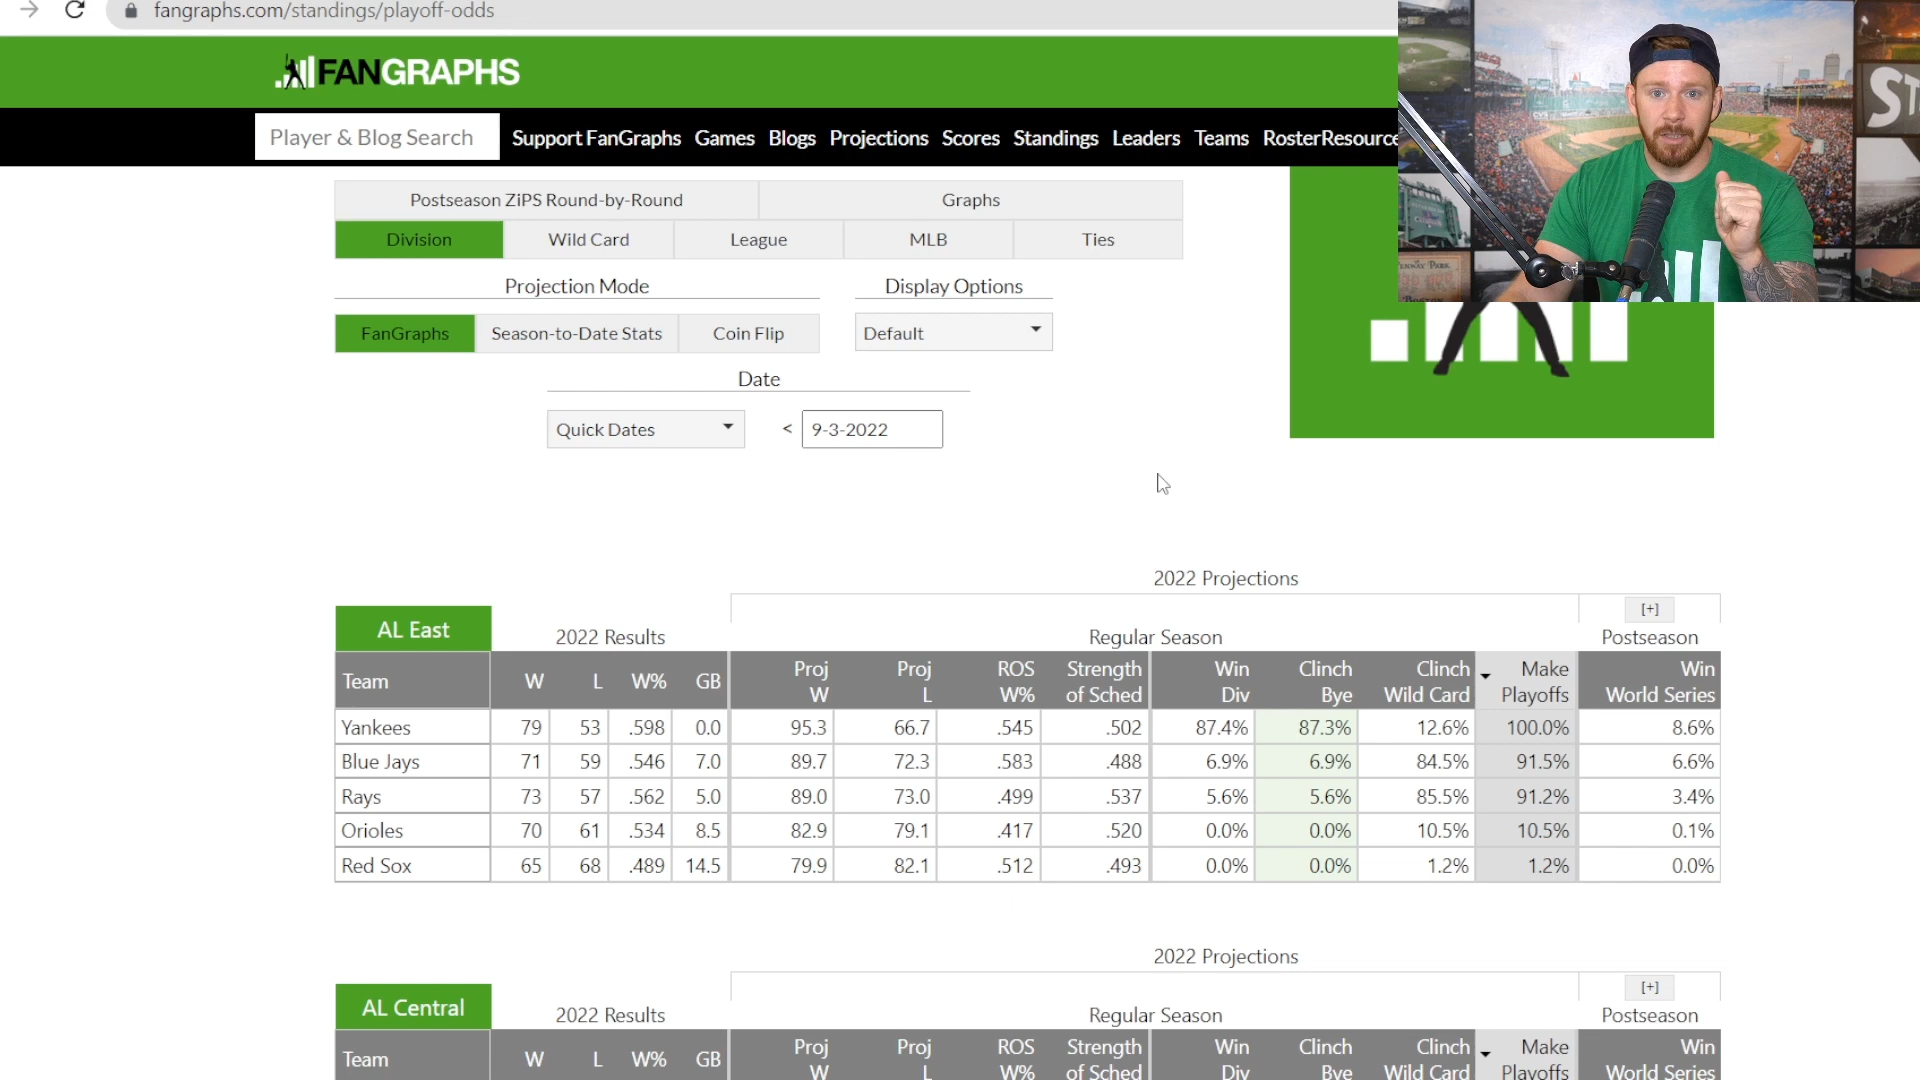 fangraphs.com/standings/playoff-odds
FANGRAPHS
Player & Blog Search Support FanGraphs Games Blogs Projections Scores Standings Leaders Teams RosterResource
Postseason ZiPS Round-by-Round Graphs
Division Wild Card League MLB Ties
Projection Mode Display Options
FanGraphs Season-to-Date Stats Coin Flip Default
Date
Quick Dates < 9-3-2022
2022 Projections
AL East 2022 Results Regular Season [+] Postseason
Team W L W% GB Proj W Proj L ROS W% Strength of Sched Win Div Clinch Bye Clinch Wild Card Make Playoffs Win World Series
Yankees 79 53 .598 0.0 95.3 66.7 .545 .502 87.4% 87.3% 12.6% 100.0% 8.6%
Blue Jays 71 59 .546 7.0 89.7 72.3 .583 .488 6.9% 6.9% 84.5% 91.5% 6.6%
Rays 73 57 .562 5.0 89.0 73.0 .499 .537 5.6% 5.6% 85.5% 91.2% 3.4%
Orioles 70 61 .534 8.5 82.9 79.1 .417 .520 0.0% 0.0% 10.5% 10.5% 0.1%
Red Sox 65 68 .489 14.5 79.9 82.1 .512 .493 0.0% 0.0% 1.2% 1.2% 0.0%
2022 Projections
AL Central 2022 Results Regular Season [+] Postseason
Team W L W% GB Proj W Proj L ROS W% Strength of Sched Win Div Clinch Bye Clinch Wild Card Make Playoffs Win World Series